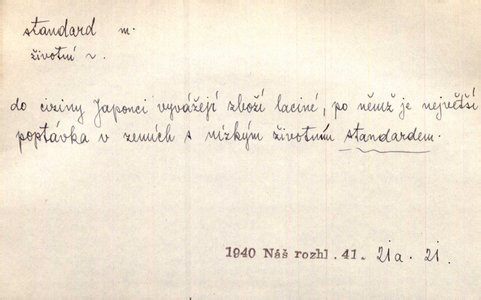 standard m.
životní ~.
do ciziny Japonci vyvážejí zboží laciné, po němž je největší
poptávka v zemích s nízkým životním standardem.
1940 Náš rozhl. 41. 21a. 21.